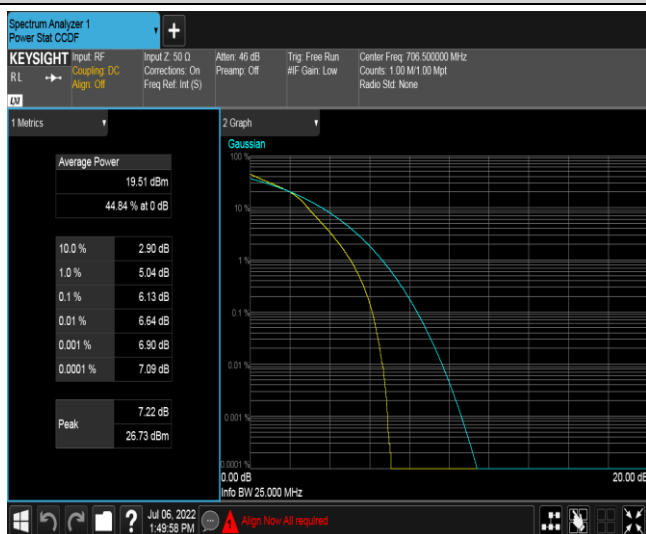 Spectrum Analyzer 1
Power Stat CCDF
+
KEYSIGHT
RL
LXI
Input: RF
Coupling: DC
Align: Off
Input Z: 50 Ω
Corrections: On
Freq Ref: Int (S)
Atten: 46 dB
Preamp: Off
Trig: Free Run
#IF Gain: Low
Center Freq: 706.500000 MHz
Counts: 1.00 M/1.00 Mpt
Radio Std: None
1 Metrics
Average Power
19.51 dBm
44.84 % at 0 dB
10.0 % 2.90 dB
1.0 % 5.04 dB
0.1 % 6.13 dB
0.01 % 6.64 dB
0.001 % 6.90 dB
0.0001 % 7.09 dB
Peak
7.22 dB
26.73 dBm
2 Graph
Gaussian
100 %
10 %
1 %
0.1 %
0.01 %
0.001 %
0.0001 %
0.00 dB
20.00 dB
Info BW 25.000 MHz
?
Jul 06, 2022
1:49:58 PM
Align Now All required